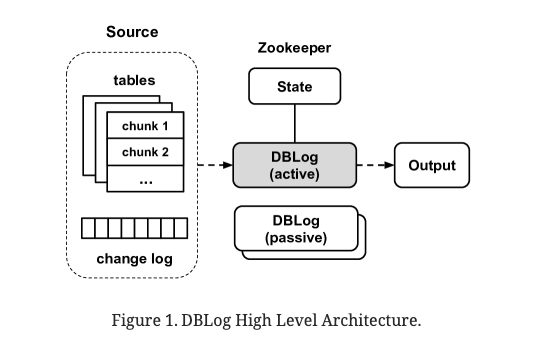 Source
tables
chunk 1
chunk 2
...
change log
Zookeeper
State
DBLog
(active)
DBLog
(passive)
Output
Figure 1. DBLog High Level Architecture.